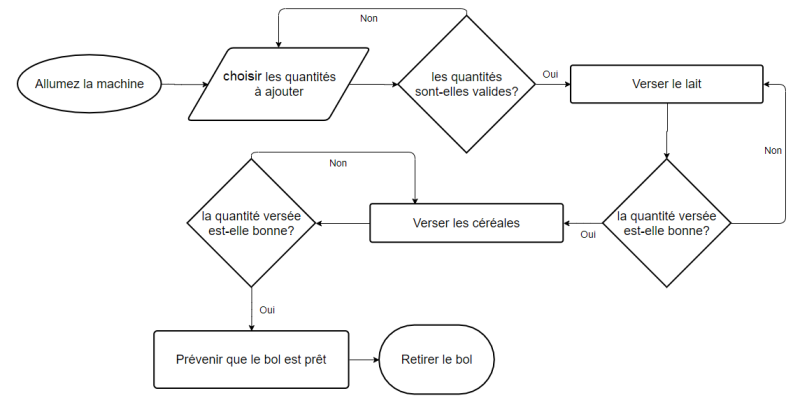 Non
Allumez la machine
choisir les quantités
à ajouter
les quantités
sont-elles valides?
Oui
Verser le lait
Non
Non
la quantité versée
est-elle bonne?
Verser les céréales
Oui
la quantité versée
est-elle bonne?
Oui
Prévenir que le bol est prêt
Retirer le bol